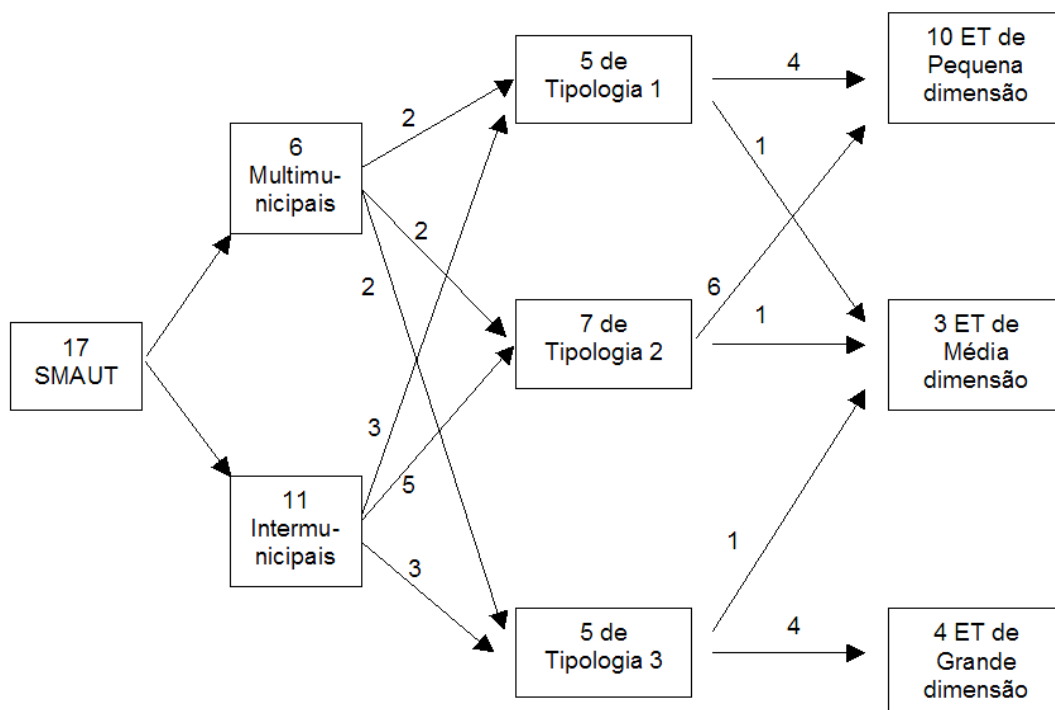 17
SMAUT
6
Multimu-
nicipais
11
Intermu-
nicipais
2
2
2
3
5
3
5 de
Tipologia 1
7 de
Tipologia 2
5 de
Tipologia 3
4
1
6
1
1
4
10 ET de
Pequena
dimensão
3 ET de
Média
dimensão
4 ET de
Grande
dimensão